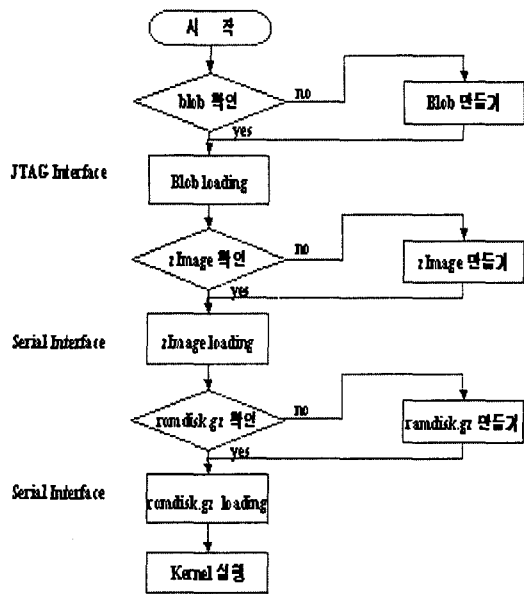 시 작
blob 확인
no
Blob 만들기
yes
JTAG Interface
Blob loading
zImage 확인
no
zImage 만들기
yes
Serial Interface
zImage loading
ramdisk.gz 확인
no
ramdisk.gz 만들기
yes
Serial Interface
ramdisk.gz loading
Kernel 실행